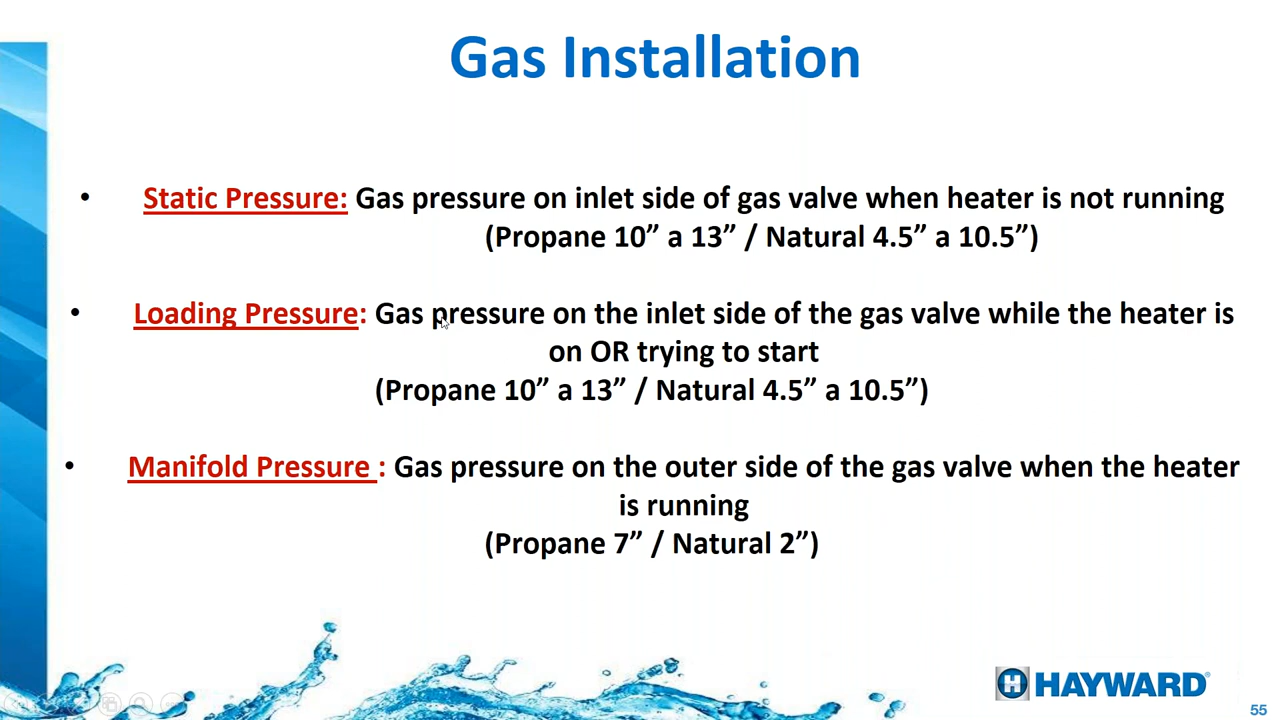 Gas Installation
• Static Pressure: Gas pressure on inlet side of gas valve when heater is not running
(Propane 10” a 13” / Natural 4.5” a 10.5”)
• Loading Pressure: Gas pressure on the inlet side of the gas valve while the heater is
on OR trying to start
(Propane 10” a 13” / Natural 4.5” a 10.5”)
• Manifold Pressure : Gas pressure on the outer side of the gas valve when the heater
is running
(Propane 7” / Natural 2”)
HAYWARD®
55